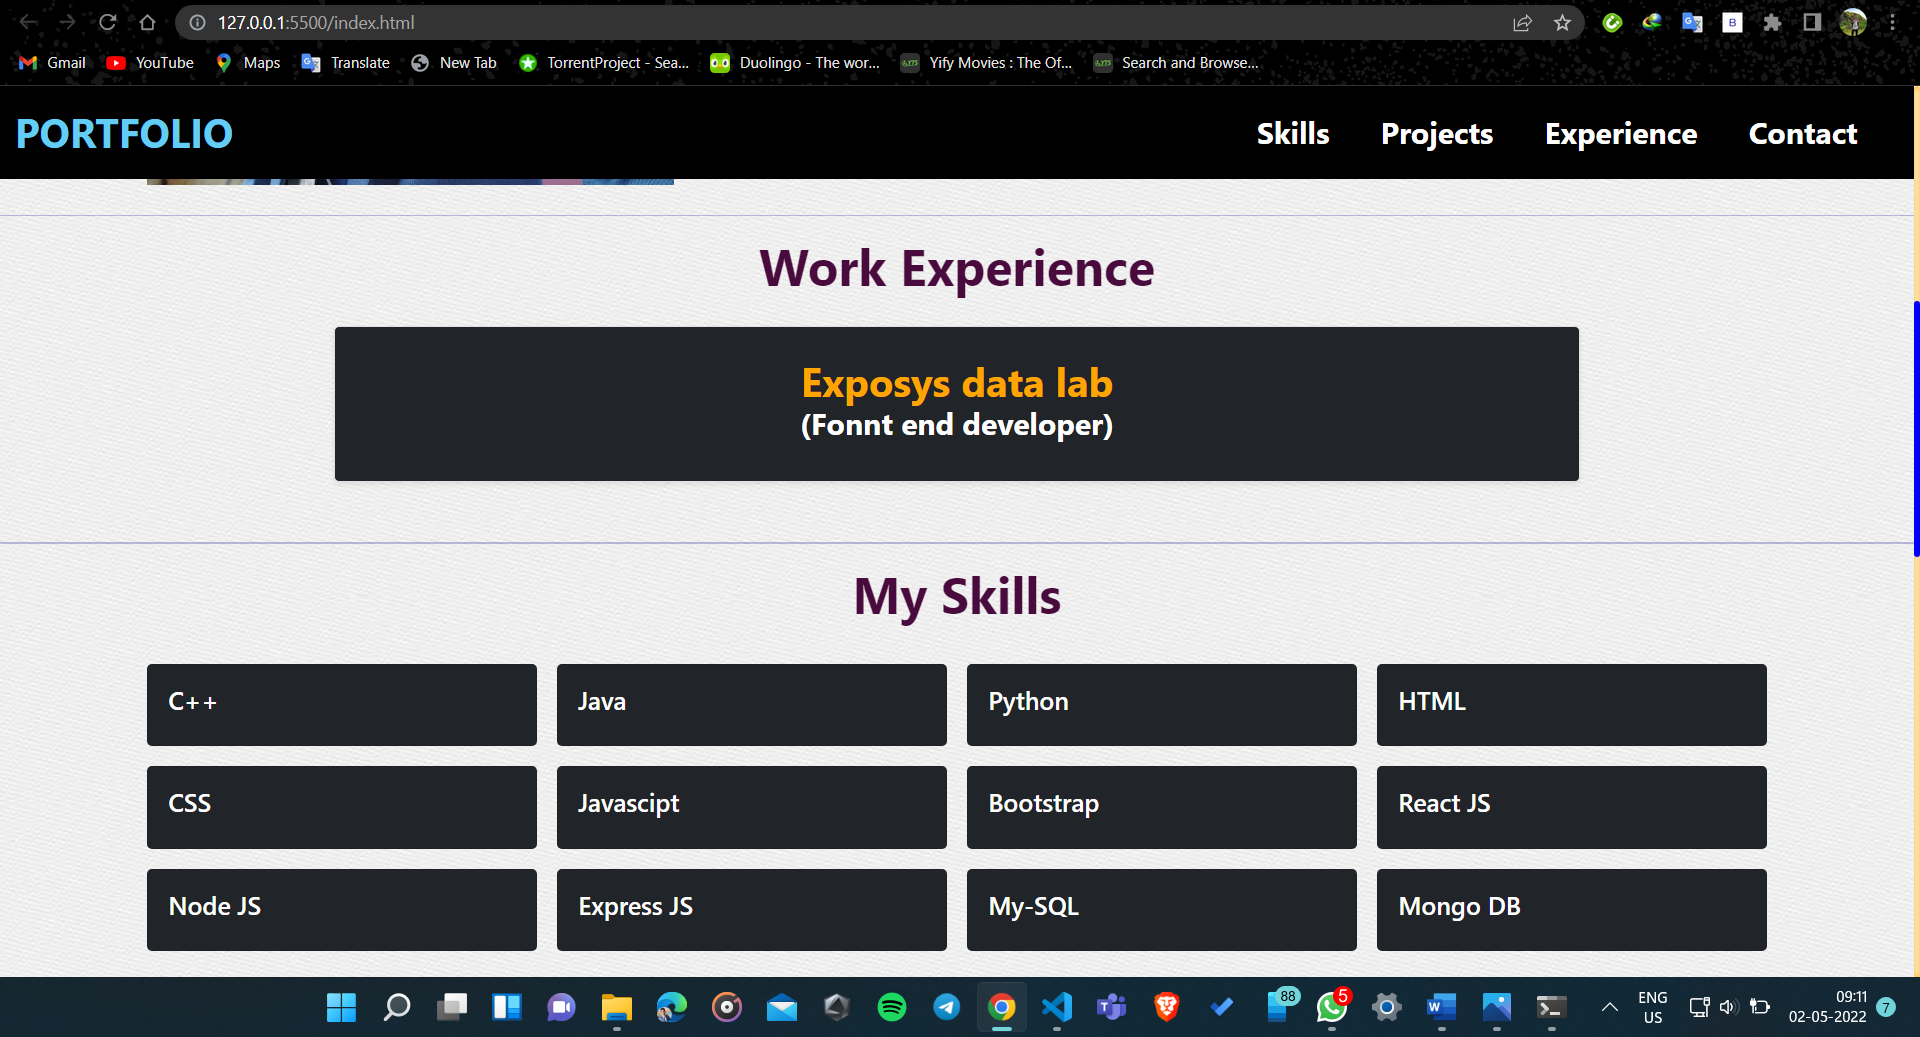 127.0.0.1:5500/index.html
B
Gmail YouTube Maps Translate New Tab TorrentProject - Sea... Duolingo - The wor... Yify Movies : The Of... Search and Browse...
PORTFOLIO Skills Projects Experience Contact
Work Experience
Exposys data lab
(Fonnt end developer)
My Skills
C++ Java Python HTML
CSS Javascipt Bootstrap React JS
Node JS Express JS My-SQL Mongo DB
88 5
ENG
US
09:11
02-05-2022
7